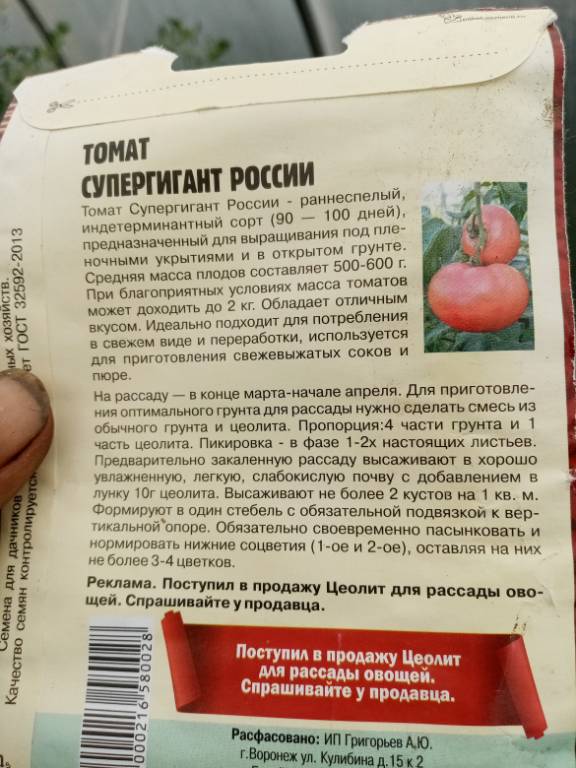 ТОМАТ
СУПЕРГИГАНТ РОССИИ
Томат Супергигант России - раннеспелый,
индетерминантный сорт (90 — 100 дней),
предназначенный для выращивания под пле-
ночными укрытиями и в открытом грунте.
Средняя масса плодов составляет 500-600 г.
При благоприятных условиях масса томатов
может доходить до 2 кг. Обладает отличным
вкусом. Идеально подходит для потребления
в свежем виде и переработки, используется
для приготовления свежевыжатых соков и
пюре.
На рассаду — в конце марта-начале апреля. Для приготовле-
ния оптимального грунта для рассады нужно сделать смесь из
обычного грунта и цеолита. Пропорция:4 части грунта и 1
часть цеолита. Пикировка - в фазе 1-2х настоящих листьев.
Предварительно закаленную рассаду высаживают в хорошо
увлажненную, легкую, слабокислую почву с добавлением в
лунку 10г цеолита. Высаживают не более 2 кустов на 1 кв. м.
Формируют в один стебель с обязательной подвязкой к вер-
тикальной опоре. Обязательно своевременно пасынковать и
нормировать нижние соцветия (1-ое и 2-ое), оставляя на них
не более 3-4 цветков.
Реклама. Поступил в продажу Цеолит для рассады ово-
щей. Спрашивайте у продавца.
Поступил в продажу Цеолит
для рассады овощей.
Спрашивайте у продавца.
Расфасовано: ИП Григорьев А.Ю.
г.Воронеж ул. Кулибина д.15 к 2
000216 580028
Семена для дачников
ных хозяйств.
Качество семян контролируется
ет ГОСТ 32592-2013